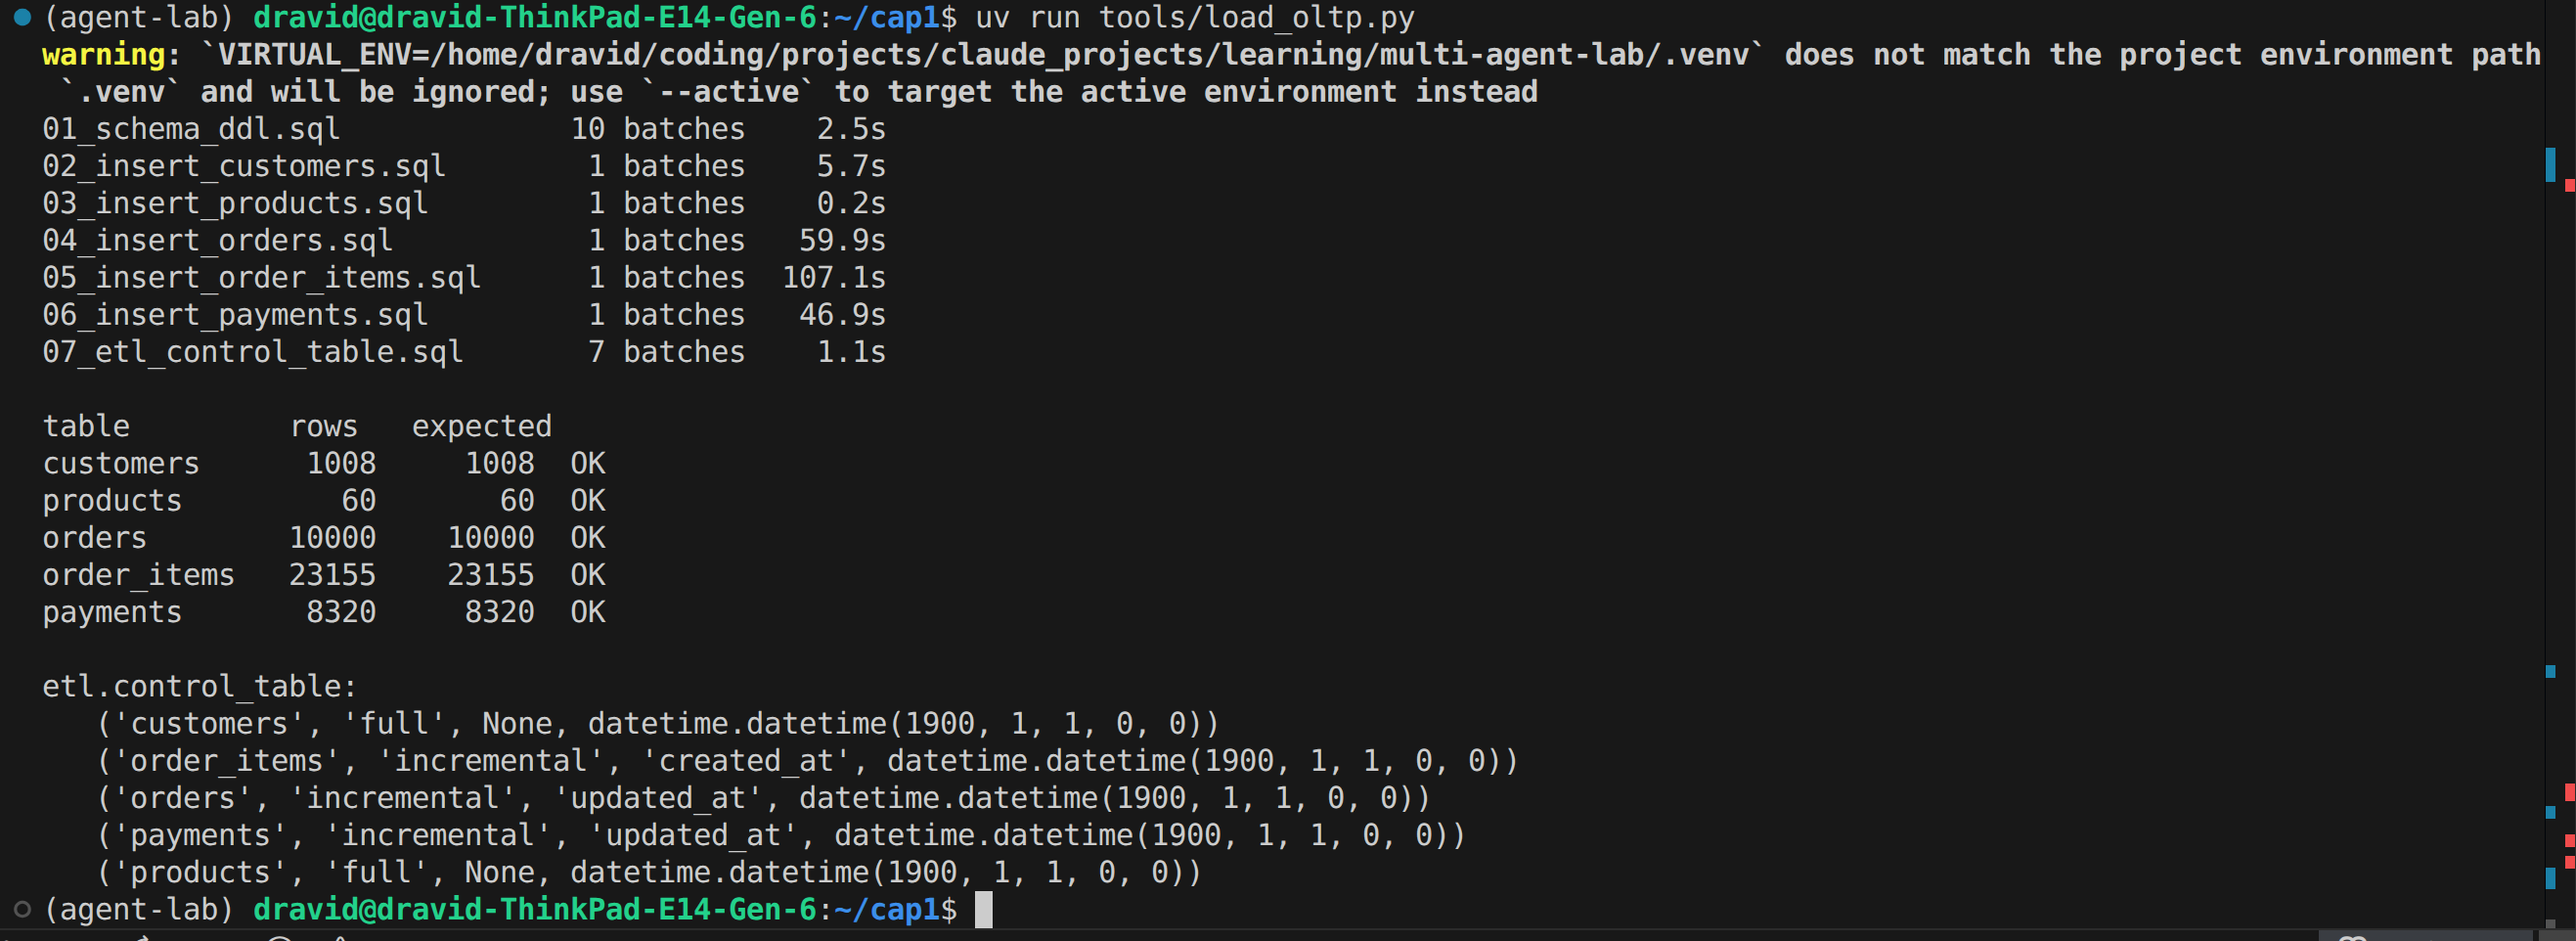 (agent-lab) dravid@dravid-ThinkPad-E14-Gen-6:~/cap1$ uv run tools/load_oltp.py
warning: `VIRTUAL_ENV=/home/dravid/coding/projects/claude_projects/learning/multi-agent-lab/.venv` does not match the project environment path
`.venv` and will be ignored; use `--active` to target the active environment instead
01_schema_ddl.sql             10 batches    2.5s
02_insert_customers.sql        1 batches    5.7s
03_insert_products.sql         1 batches    0.2s
04_insert_orders.sql           1 batches   59.9s
05_insert_order_items.sql      1 batches  107.1s
06_insert_payments.sql         1 batches   46.9s
07_etl_control_table.sql       7 batches    1.1s
table         rows   expected
customers      1008     1008  OK
products         60       60  OK
orders        10000    10000  OK
order_items   23155    23155  OK
payments       8320     8320  OK
etl.control_table:
('customers', 'full', None, datetime.datetime(1900, 1, 1, 0, 0))
('order_items', 'incremental', 'created_at', datetime.datetime(1900, 1, 1, 0, 0))
('orders', 'incremental', 'updated_at', datetime.datetime(1900, 1, 1, 0, 0))
('payments', 'incremental', 'updated_at', datetime.datetime(1900, 1, 1, 0, 0))
('products', 'full', None, datetime.datetime(1900, 1, 1, 0, 0))
(agent-lab) dravid@dravid-ThinkPad-E14-Gen-6:~/cap1$